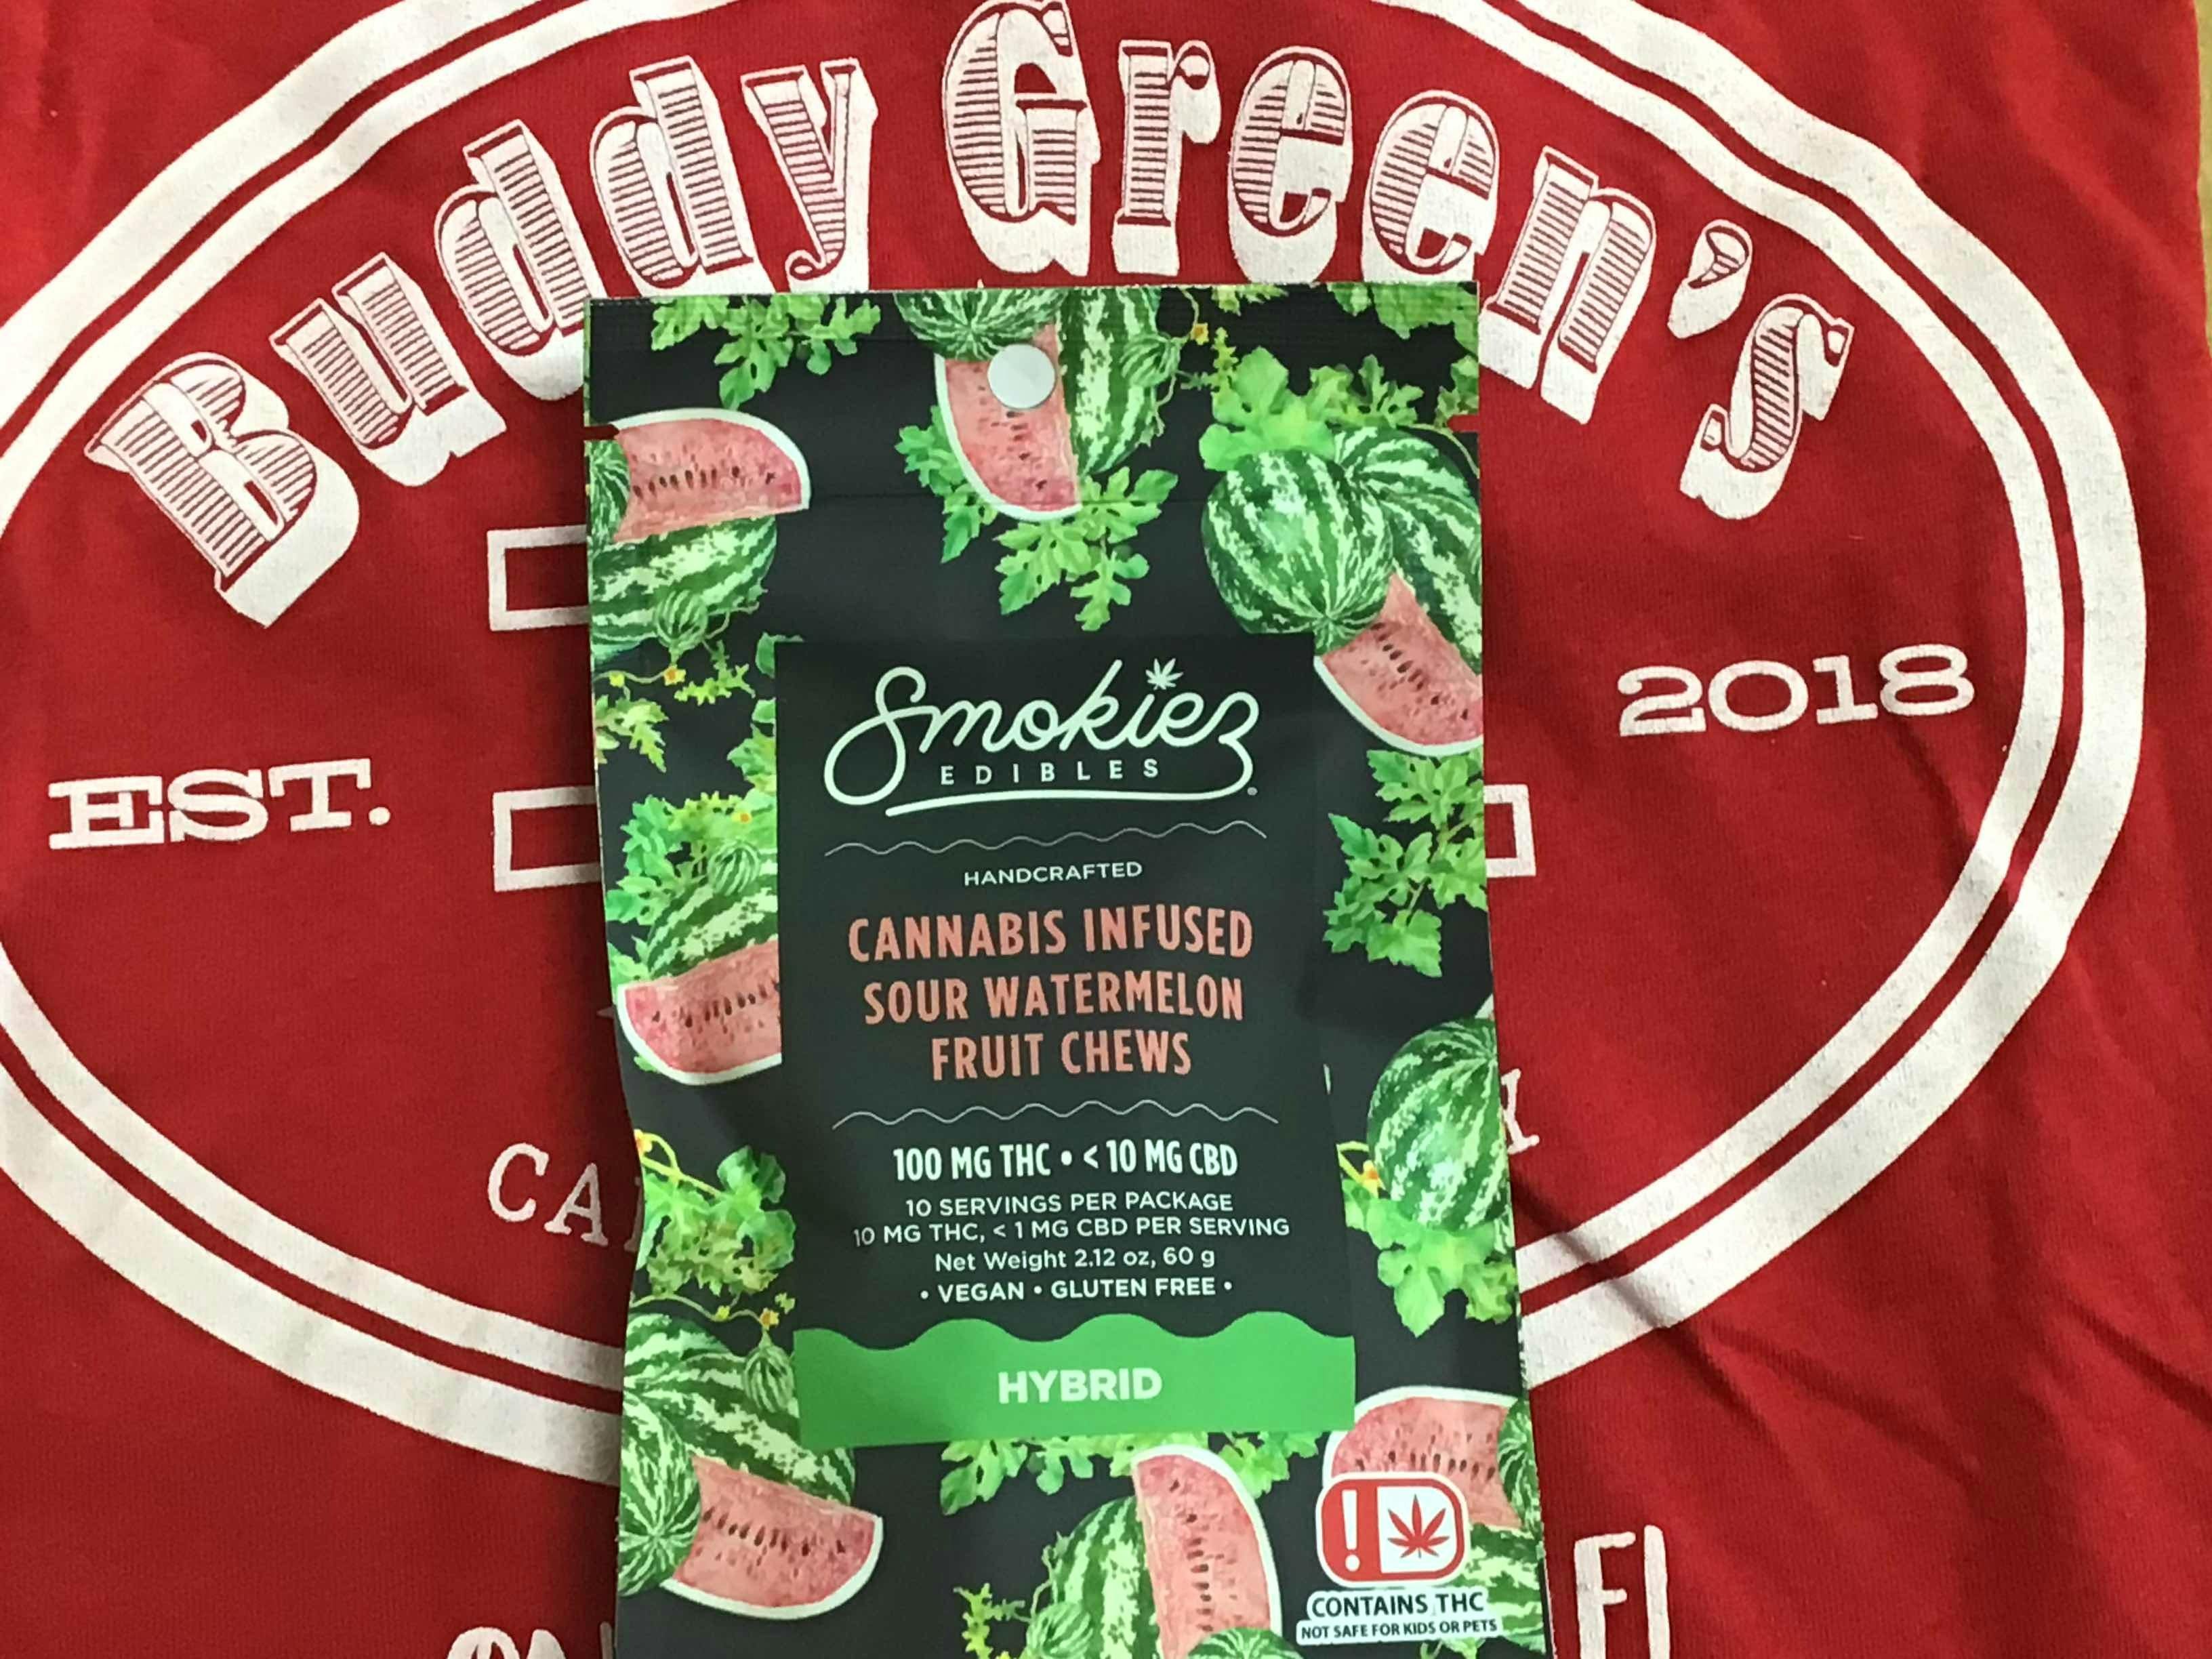 Buddy Green's
EST.
2018
Smokiez
EDIBLES
HANDCRAFTED
CANNABIS INFUSED
SOUR WATERMELON
FRUIT CHEWS
100 MG THC • < 10 MG CBD
10 SERVINGS PER PACKAGE
10 MG THC, < 1 MG CBD PER SERVING
Net Weight 2.12 oz, 60 g
• VEGAN • GLUTEN FREE •
HYBRID
CONTAINS THC
NOT SAFE FOR KIDS OR PETS